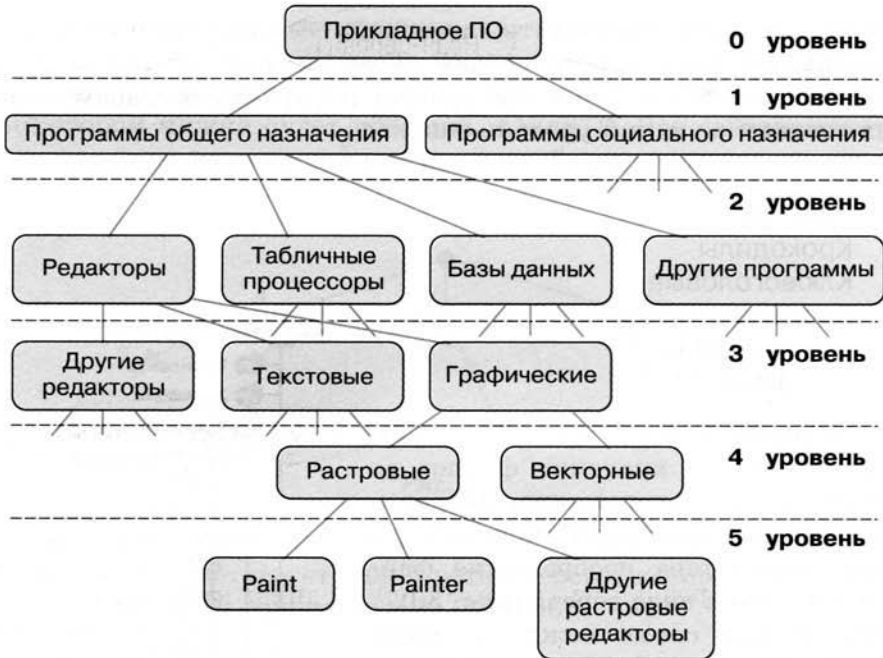 Прикладное ПО
0 уровень
1 уровень
Программы общего назначения
Программы социального назначения
2 уровень
Редакторы
Табличные
процессоры
Базы данных
Другие программы
3 уровень
Другие
редакторы
Текстовые
Графические
4 уровень
Растровые
Векторные
5 уровень
Paint
Painter
Другие
растровые
редакторы